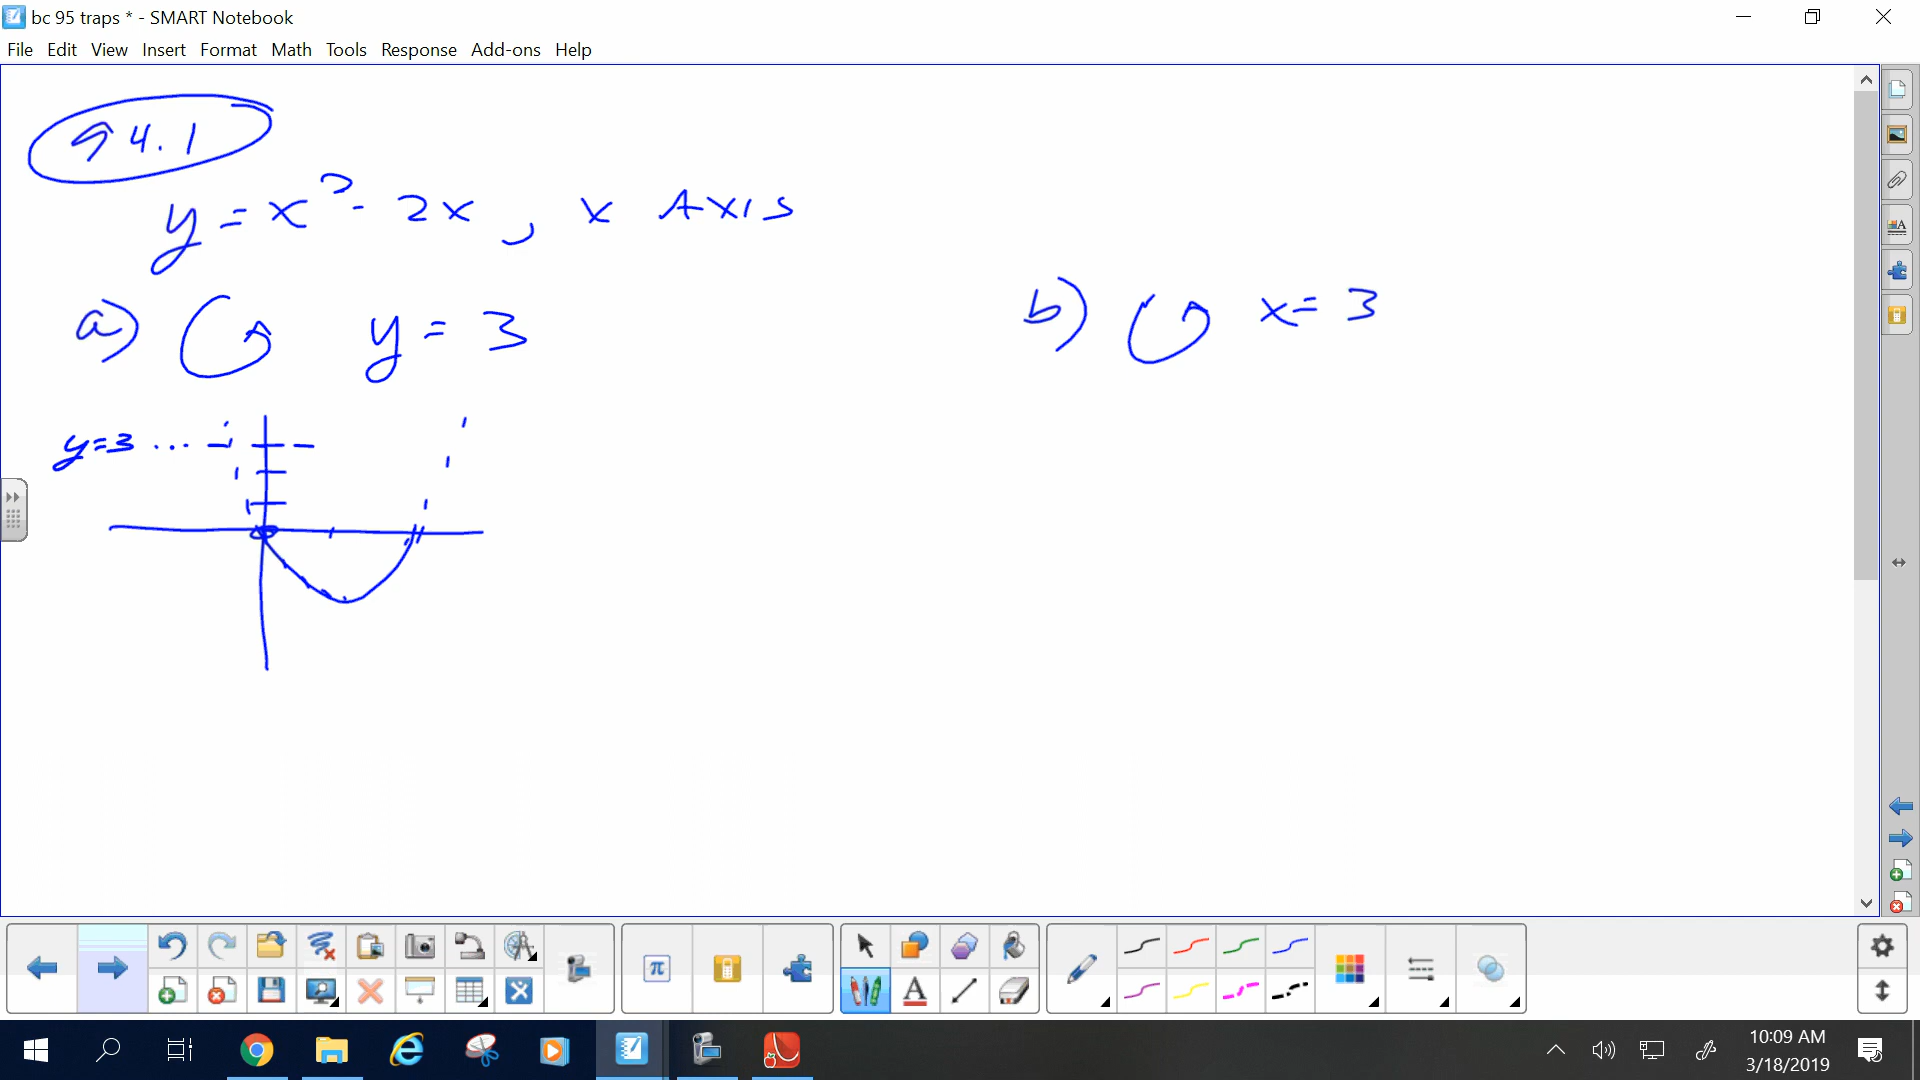 bc 95 traps * - SMART Notebook
File Edit View Insert Format Math Tools Response Add-ons Help
94.1
y = x² - 2x , x AXIS
a) y = 3
b) x = 3
y=3 ...
π
A
10:09 AM
3/18/2019